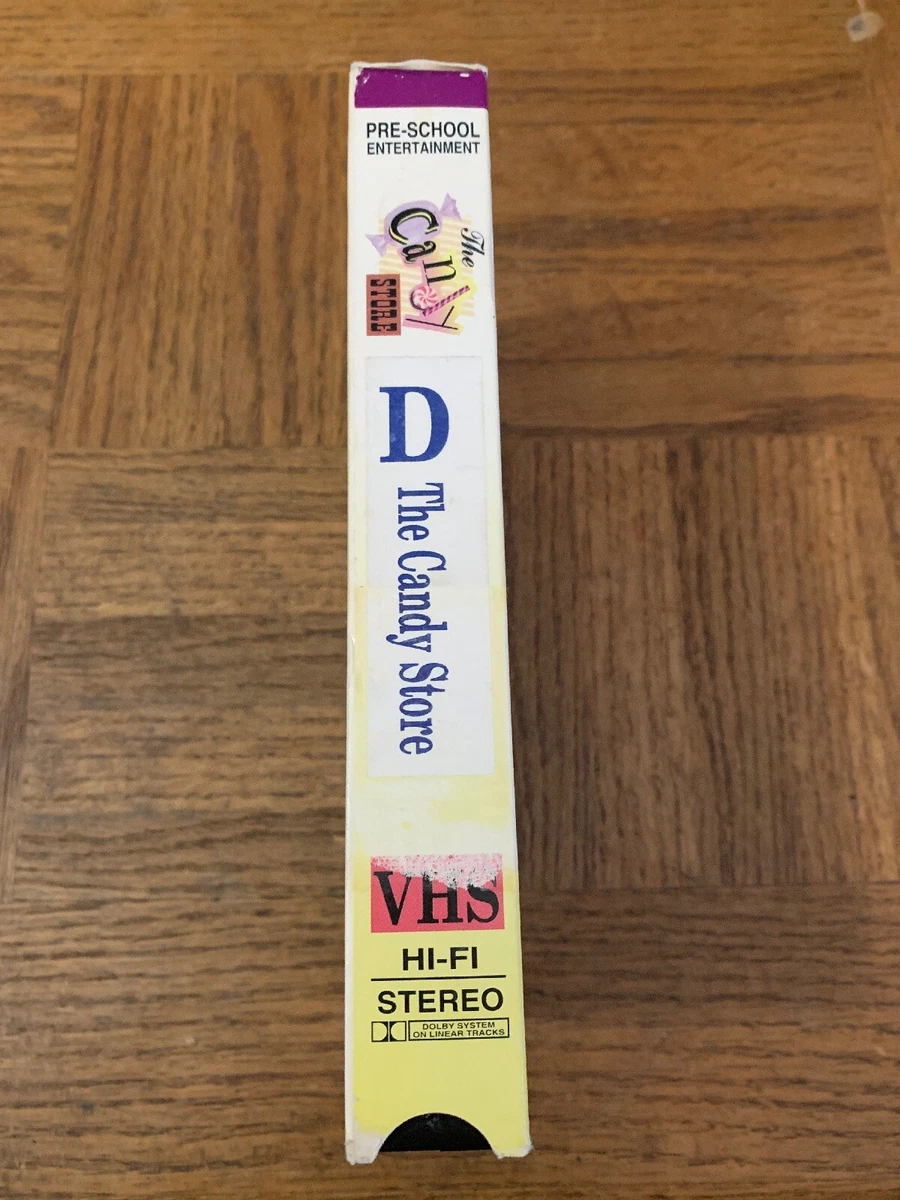 PRE-SCHOOL
ENTERTAINMENT
The
Candy
STORE
D
The Candy Store
VHS
HI-FI
STEREO
DOLBY SYSTEM
ON LINEAR TRACKS